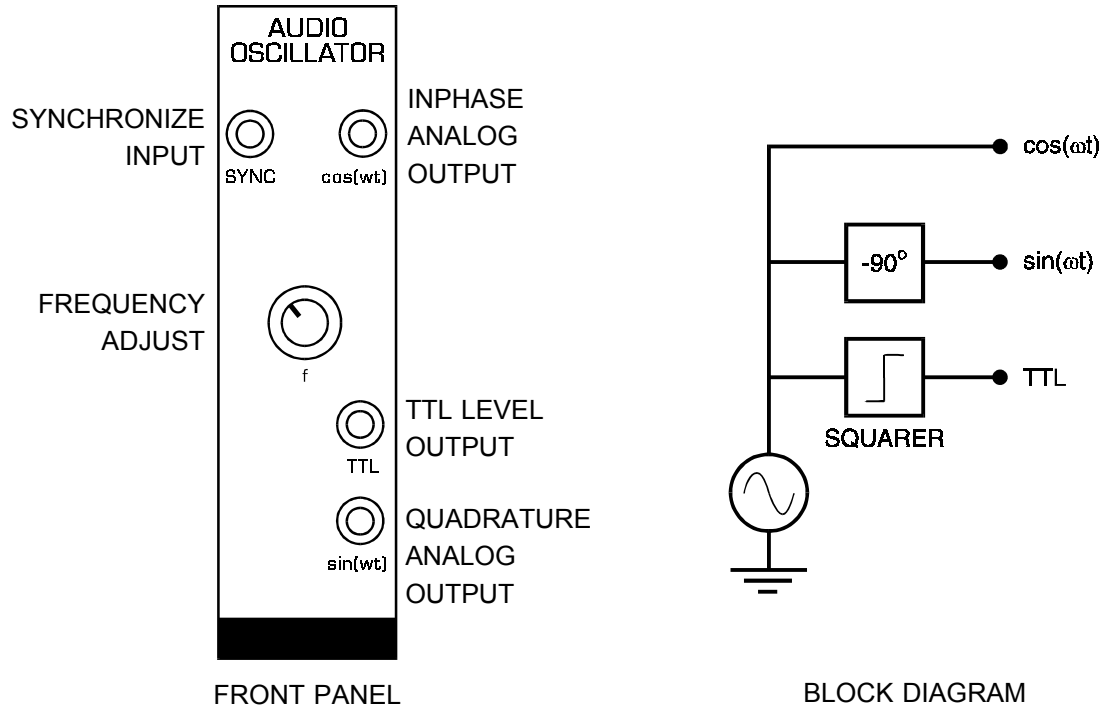 AUDIO
OSCILLATOR
SYNCHRONIZE
INPUT
SYNC
cos(wt)
INPHASE
ANALOG
OUTPUT
FREQUENCY
ADJUST
f
TTL LEVEL
OUTPUT
TTL
QUADRATURE
ANALOG
OUTPUT
sin(wt)
FRONT PANEL
cos(ωt)
-90°
sin(ωt)
TTL
SQUARER
BLOCK DIAGRAM